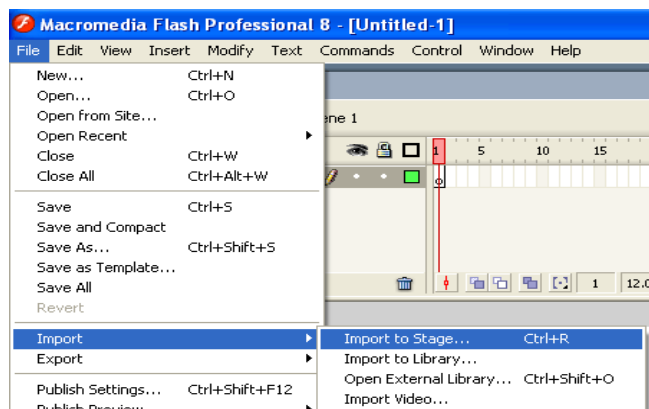 Macromedia Flash Professional 8 - [Untitled-1]
File Edit View Insert Modify Text Commands Control Window Help
New... Ctrl+N
Open... Ctrl+O
Open from Site...
ene 1
Open Recent
1 5 10 15
Close Ctrl+W
Close All Ctrl+Alt+W
Save Ctrl+S
Save and Compact
Save As... Ctrl+Shift+S
Save as Template...
Save All
1 12.0
Revert
Import
Import to Stage... Ctrl+R
Export
Import to Library...
Open External Library... Ctrl+Shift+O
Publish Settings... Ctrl+Shift+F12
Import Video...
Publish Preview